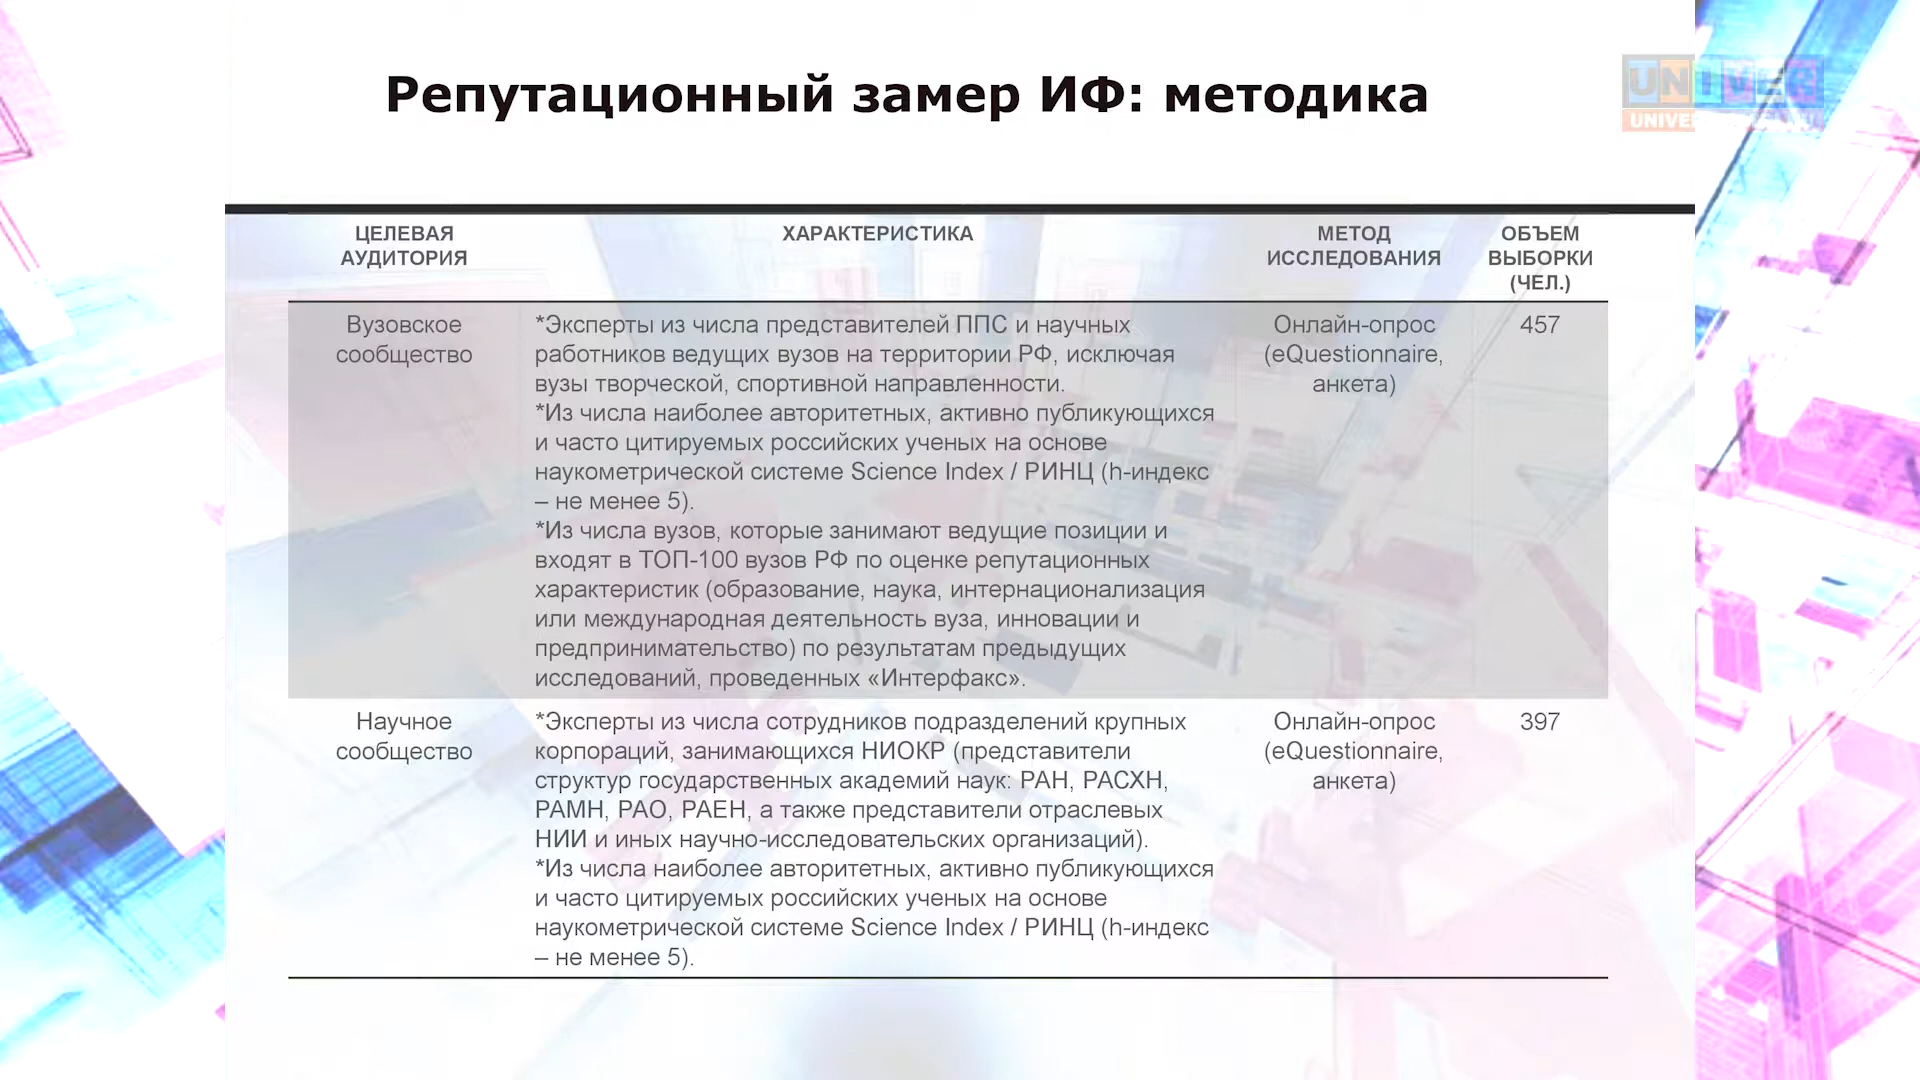 Репутационный замер ИФ: методика
UNIVER
ЦЕЛЕВАЯ
АУДИТОРИЯ
ХАРАКТЕРИСТИКА
МЕТОД
ИССЛЕДОВАНИЯ
ОБЪЕМ
ВЫБОРКИ
(ЧЕЛ.)
Вузовское
сообщество
*Эксперты из числа представителей ППС и научных
работников ведущих вузов на территории РФ, исключая
вузы творческой, спортивной направленности.
*Из числа наиболее авторитетных, активно публикующихся
и часто цитируемых российских ученых на основе
наукометрической системе Science Index / РИНЦ (h-индекс
– не менее 5).
*Из числа вузов, которые занимают ведущие позиции и
входят в ТОП-100 вузов РФ по оценке репутационных
характеристик (образование, наука, интернационализация
или международная деятельность вуза, инновации и
предпринимательство) по результатам предыдущих
исследований, проведенных «Интерфакс».
Онлайн-опрос
(eQuestionnaire,
анкета)
457
Научное
сообщество
*Эксперты из числа сотрудников подразделений крупных
корпораций, занимающихся НИОКР (представители
структур государственных академий наук: РАН, РАСХН,
РАМН, РАО, РАЕН, а также представители отраслевых
НИИ и иных научно-исследовательских организаций).
*Из числа наиболее авторитетных, активно публикующихся
и часто цитируемых российских ученых на основе
наукометрической системе Science Index / РИНЦ (h-индекс
– не менее 5).
Онлайн-опрос
(eQuestionnaire,
анкета)
397